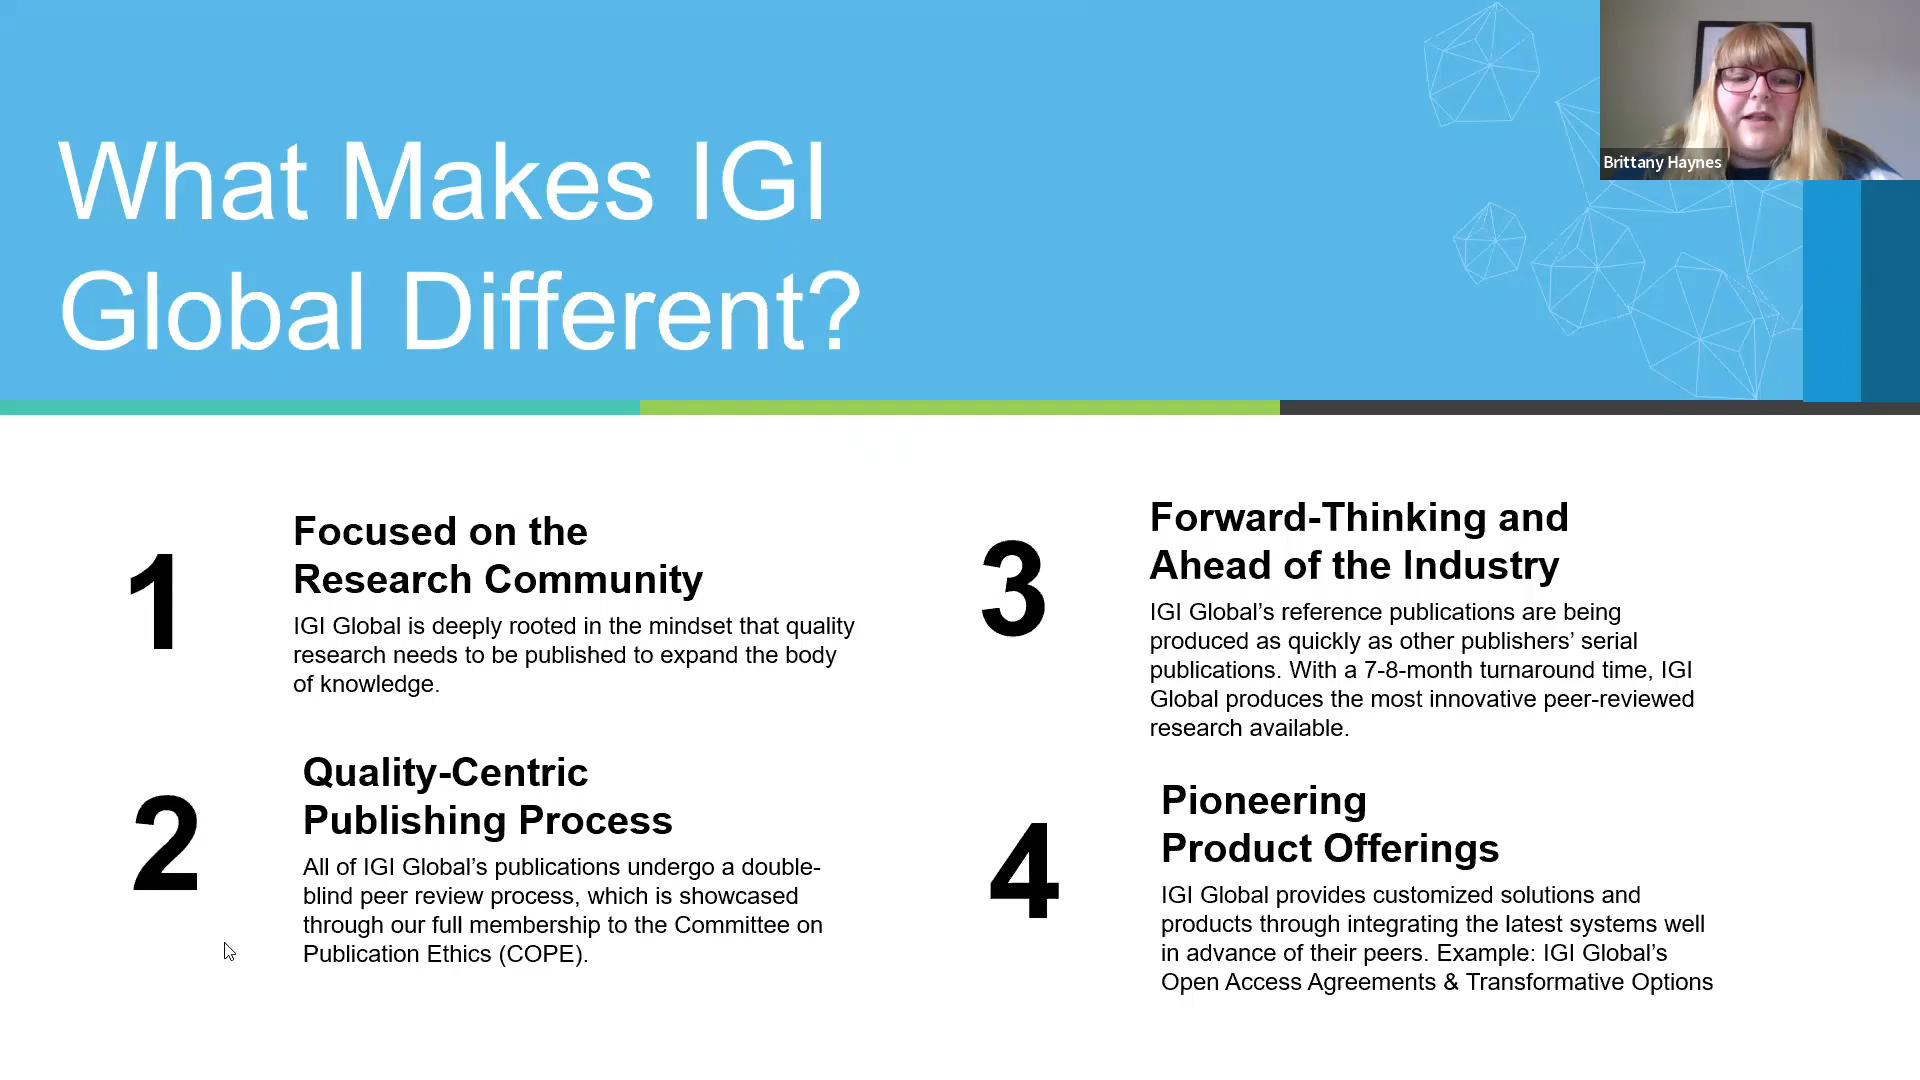 What Makes IGI
Global Different?
Brittany Haynes
1
Focused on the
Research Community
IGI Global is deeply rooted in the mindset that quality
research needs to be published to expand the body
of knowledge.
2
Quality-Centric
Publishing Process
All of IGI Global’s publications undergo a double-
blind peer review process, which is showcased
through our full membership to the Committee on
Publication Ethics (COPE).
3
Forward-Thinking and
Ahead of the Industry
IGI Global’s reference publications are being
produced as quickly as other publishers’ serial
publications. With a 7-8-month turnaround time, IGI
Global produces the most innovative peer-reviewed
research available.
4
Pioneering
Product Offerings
IGI Global provides customized solutions and
products through integrating the latest systems well
in advance of their peers. Example: IGI Global’s
Open Access Agreements & Transformative Options